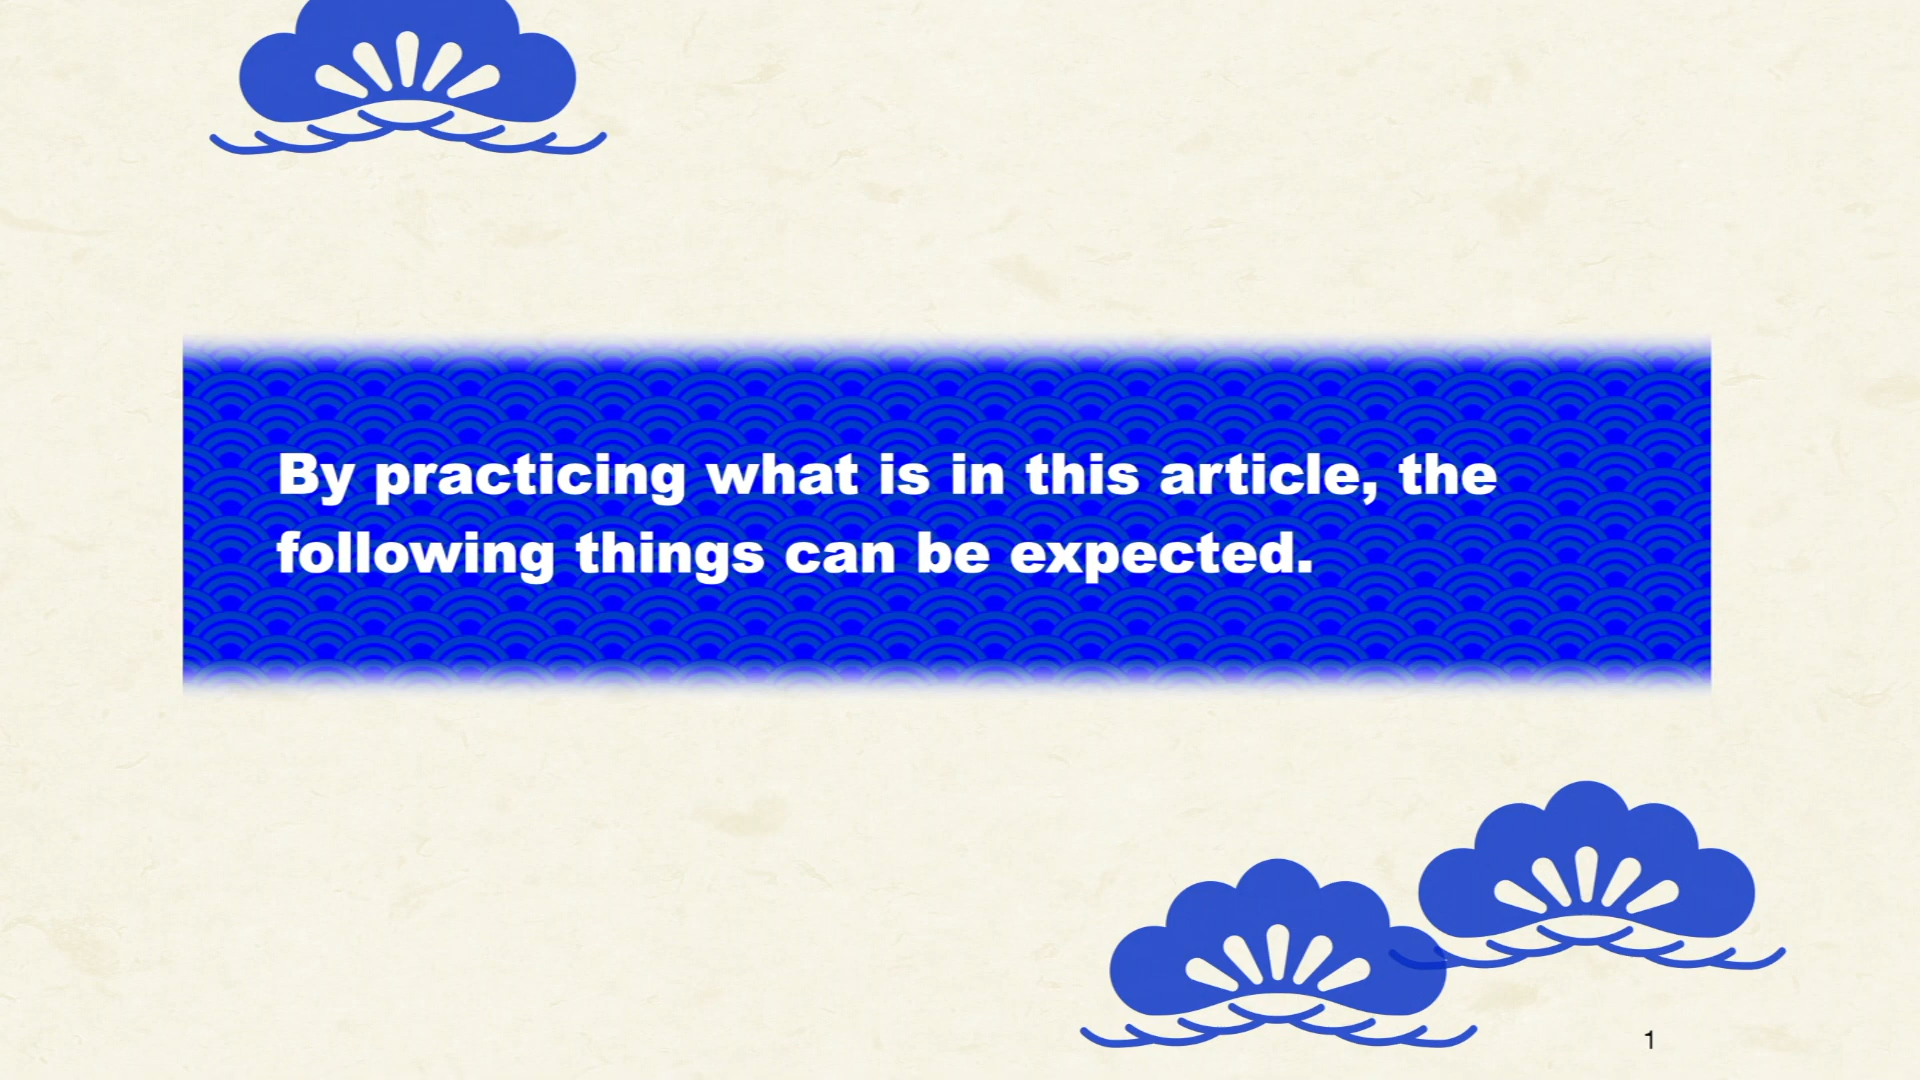 By practicing what is in this article, the
following things can be expected.
1